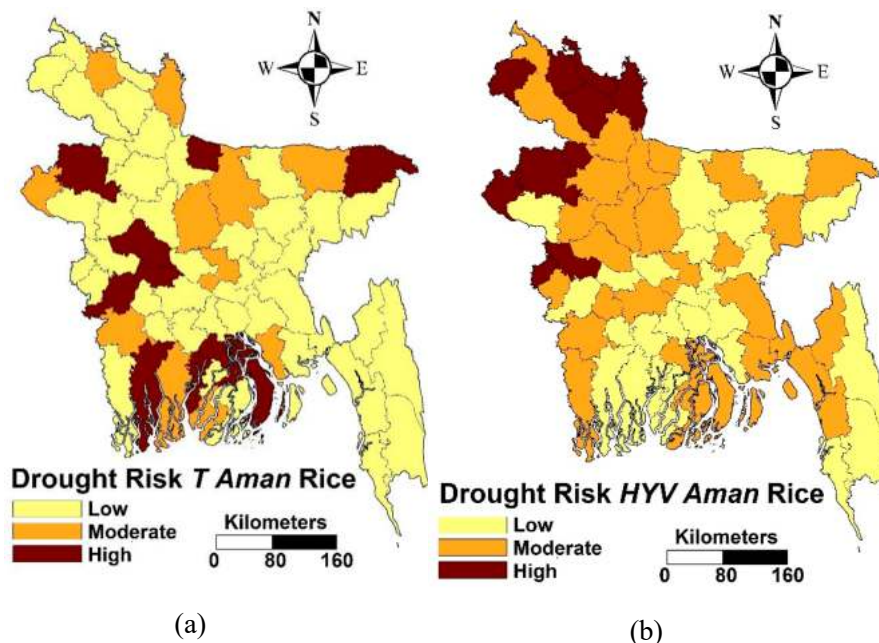 N
W E
S
Drought Risk T Aman Rice
Low
Moderate
High
Kilometers
0 80 160
(a)
N
W E
S
Drought Risk HYV Aman Rice
Low
Moderate
High
Kilometers
0 80 160
(b)